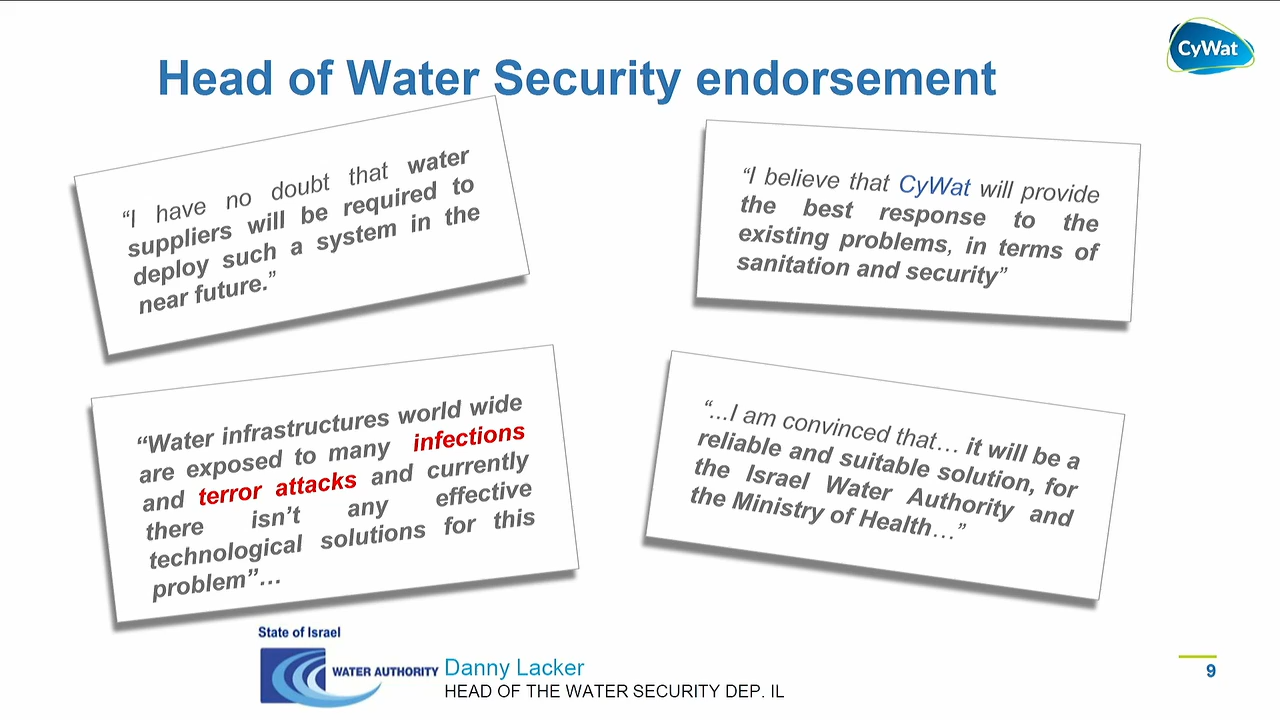 CyWat
Head of Water Security endorsement
“I have no doubt that water
suppliers will be required to
deploy such a system in the
near future.”
“I believe that CyWat will provide
the best response to the
existing problems, in terms of
sanitation and security”
“Water infrastructures world wide
are exposed to many infections
and terror attacks and currently
there isn’t any effective
technological solutions for this
problem”…
“...I am convinced that… it will be a
reliable and suitable solution, for
the Israel Water Authority and
the Ministry of Health…”
State of Israel
WATER AUTHORITY
Danny Lacker
HEAD OF THE WATER SECURITY DEP. IL
9